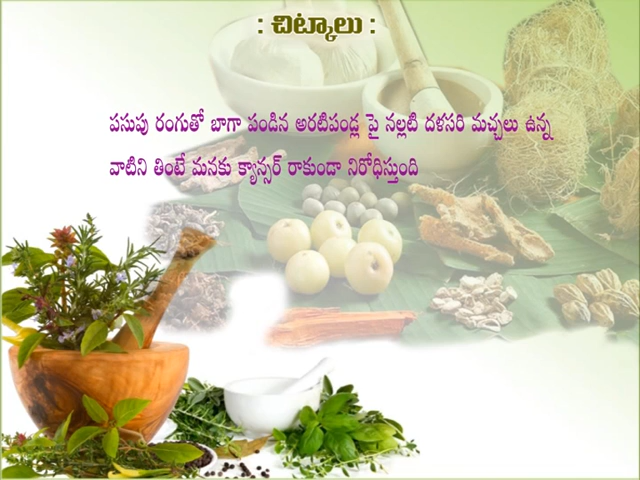 : చిట్కాలు :
పసుపు రంగుతో బాగా పండిన అరటిపండ్ల పై నల్లటి దళసరి మచ్చలు ఉన్న
వాటిని తింటే మనకు క్యాన్సర్ రాకుండా నిరోధిస్తుంది